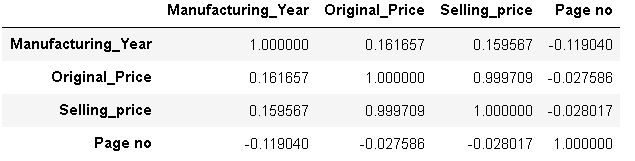 Manufacturing_Year Original_Price Selling_price Page no
Manufacturing_Year 1.000000 0.161657 0.159567 -0.119040
Original_Price 0.161657 1.000000 0.999709 -0.027586
Selling_price 0.159567 0.999709 1.000000 -0.028017
Page no -0.119040 -0.027586 -0.028017 1.000000